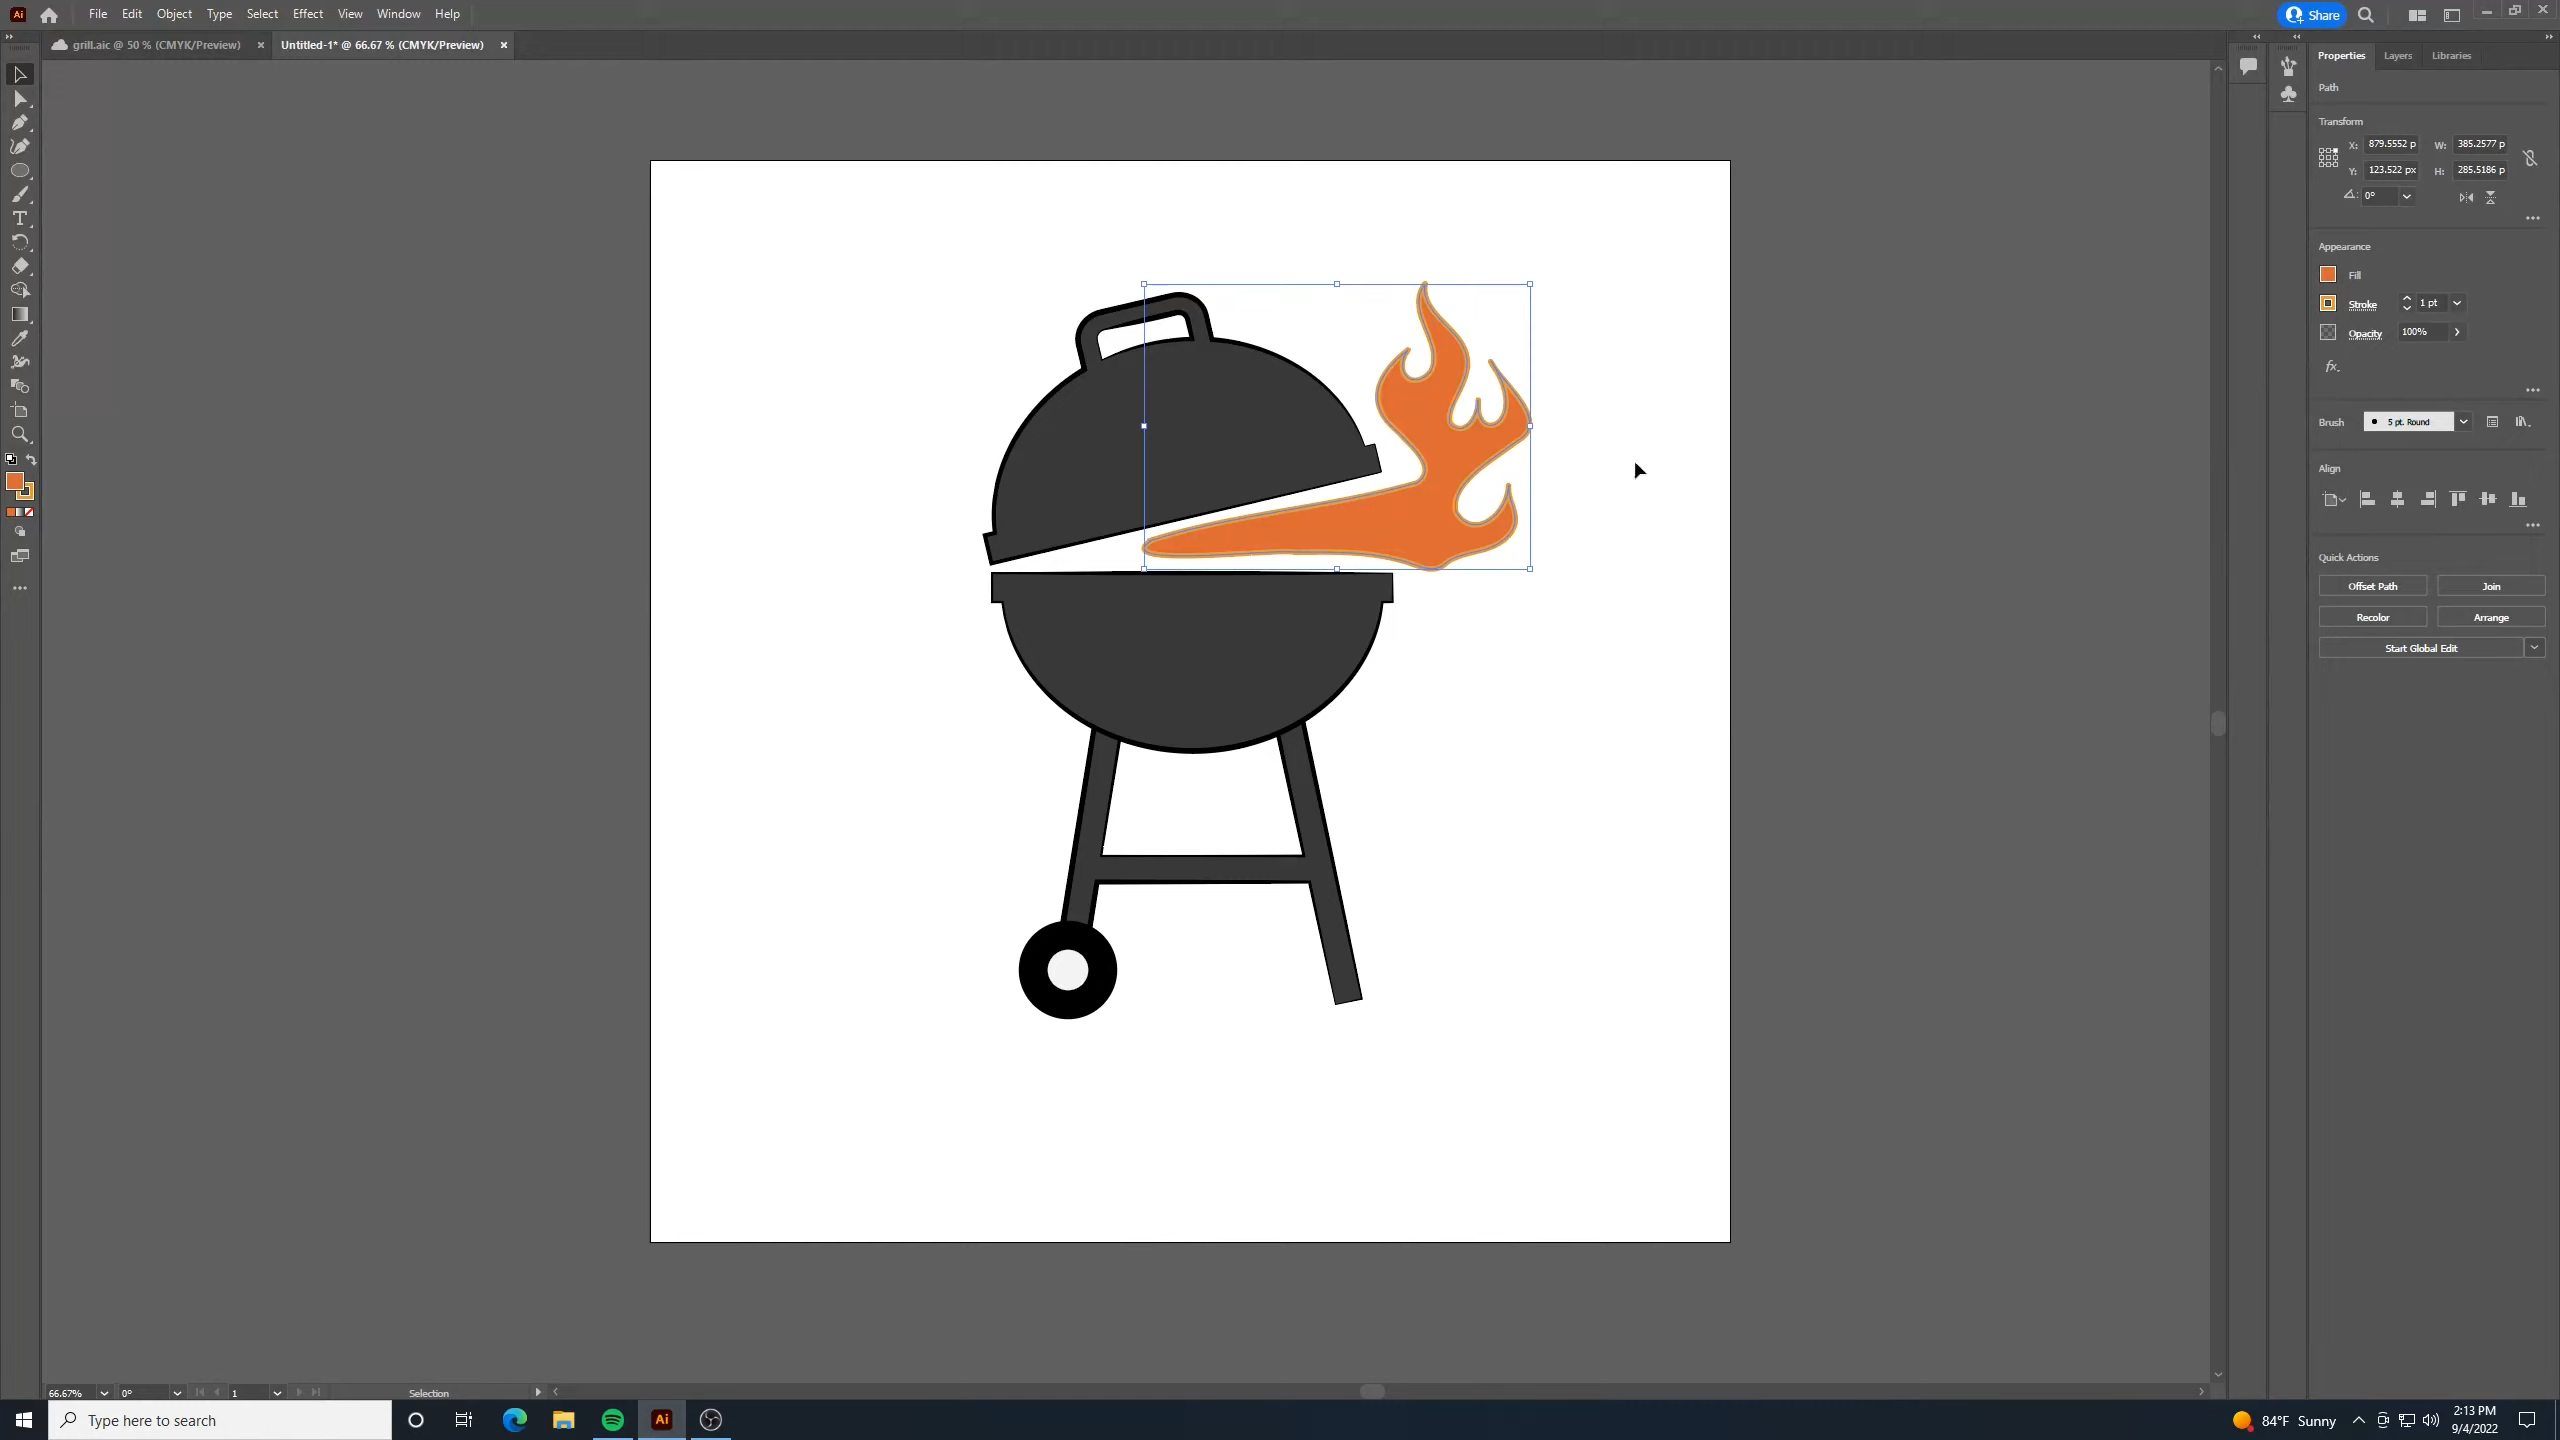 Ai File Edit Object Type Select Effect View Window Help Share
grill.aic @ 50 % (CMYK/Preview) × Untitled-1* @ 66.67 % (CMYK/Preview) ×
Properties Layers Libraries
Path
Transform
X: 879.5552 p W: 385.2577 p
Y: 123.522 px H: 285.5186 p
0°
Appearance
Fill
Stroke 1 pt
Opacity 100%
fx.
Brush 5 pt. Round
Align
Quick Actions
Offset Path Join
Recolor Arrange
Start Global Edit
66.67% 0° 1 Selection
Type here to search
Ai
84°F Sunny
2:13 PM
9/4/2022